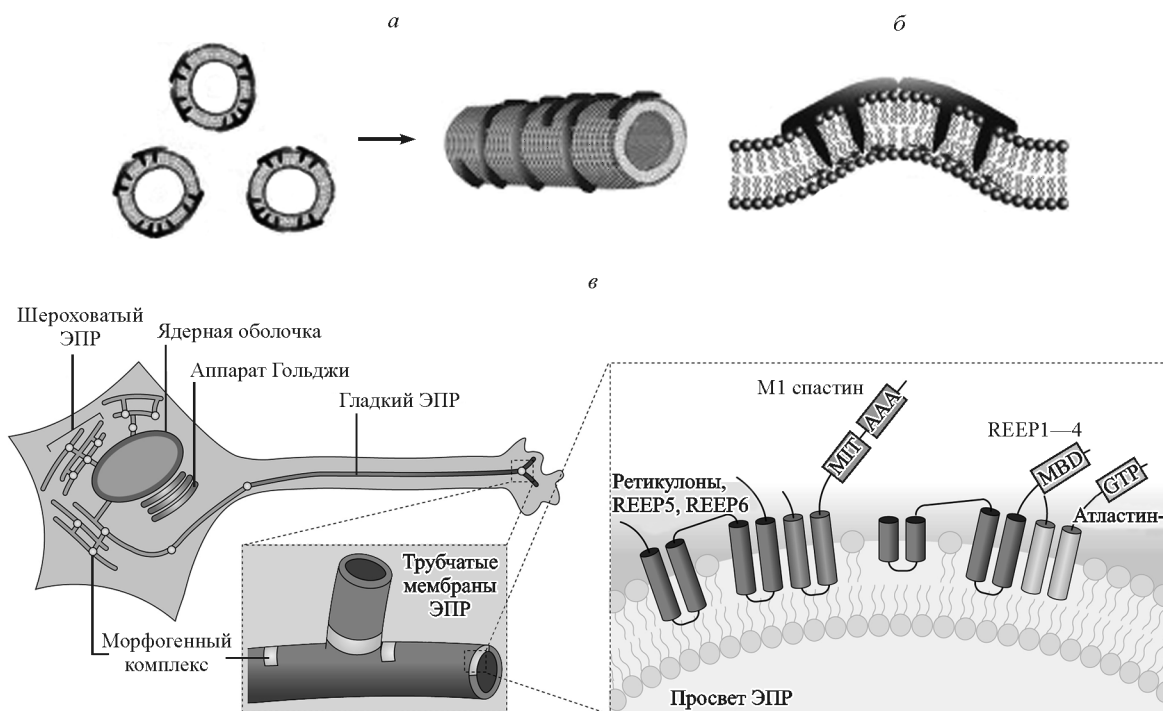 а
б
в
Шероховатый
ЭПР
Ядерная оболочка
Аппарат Гольджи
Гладкий ЭПР
Морфогенный
комплекс
Трубчатые
мембраны
ЭПР
М1 спастин
AAA
MIT
REEP1—4
MBD
GTP
Ретикулоны,
REEP5, REEP6
Атластин-
Просвет ЭПР